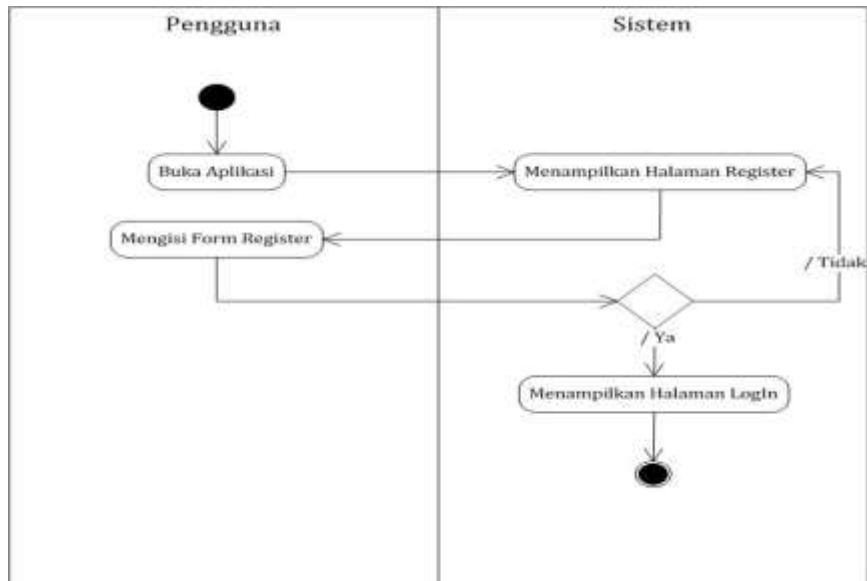 Pengguna
Sistem
Buka Aplikasi
Menampilkan Halaman Register
Mengisi Form Register
/ Tidak
/ Ya
Menampilkan Halaman LogIn